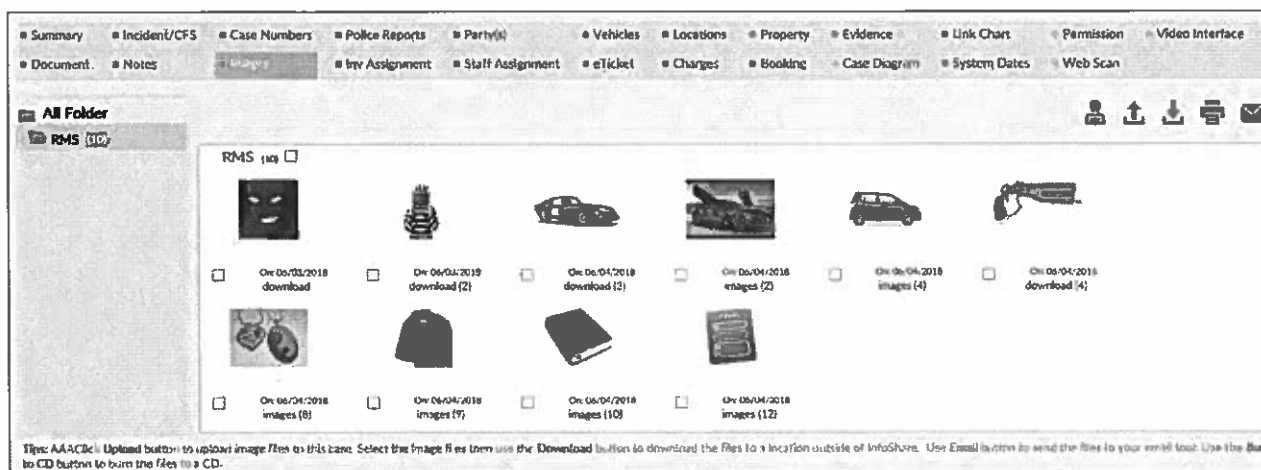 Summary Incident/CFS Case Numbers Police Reports Party(s) Vehicles Locations Property Evidence Link Chart Permission Video Interface
Document. Notes Images Inv Assignment Staff Assignment eTicket Charges Booking Case Diagram System Dates Web Scan
All Folder
RMS (10)
RMS (10)
On: 06/03/2018 On: 06/03/2018 On: 06/04/2018 On: 06/04/2018 On: 06/04/2018 On: 06/04/2018
download download (2) download (3) images (2) images (4) download (4)
On: 06/04/2018 On: 06/04/2018 On: 06/04/2018 On: 06/04/2018
images (8) images (9) images (10) images (12)
Tips: Upload button to upload image files to this case. Select the image files then use the Download button to download the files to a location outside of InfoShare. Use Email button to send the files to your email tool. Use the
to CD button to burn the files to a CD.